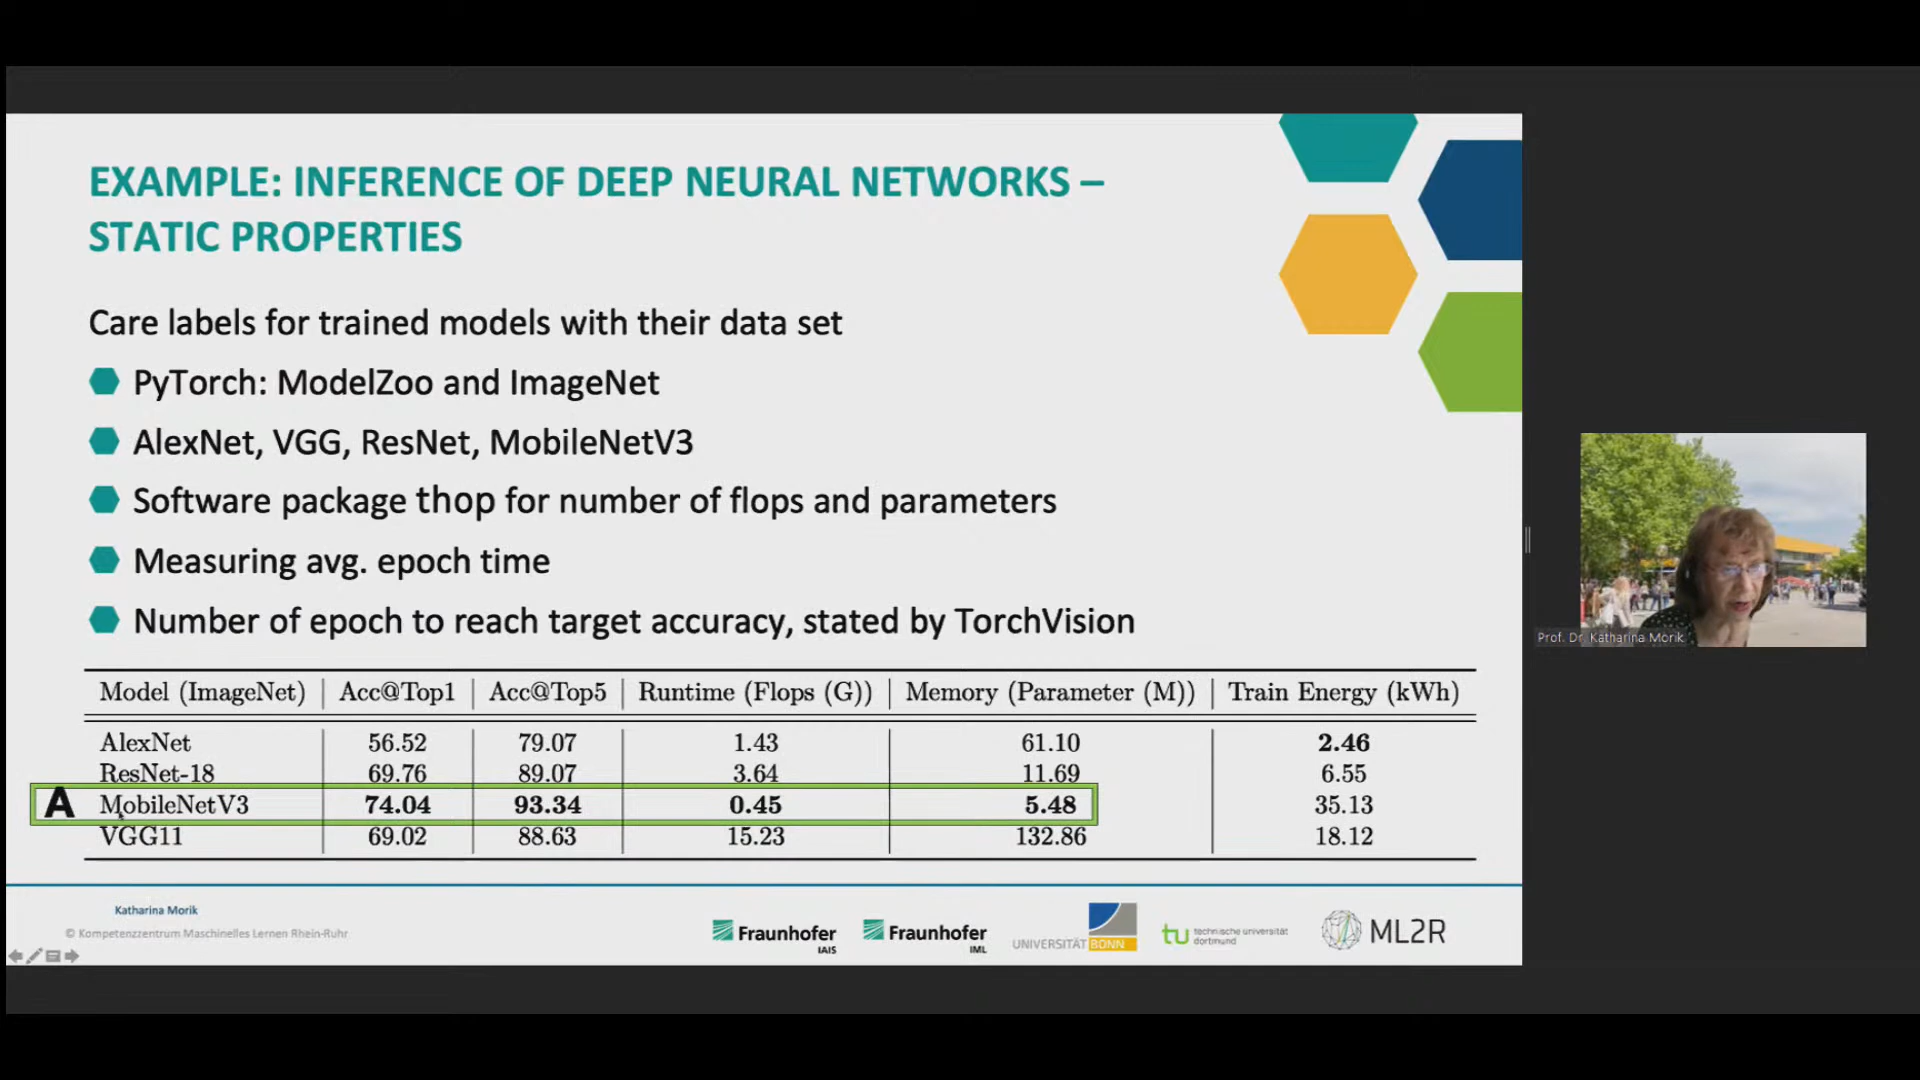 EXAMPLE: INFERENCE OF DEEP NEURAL NETWORKS –
STATIC PROPERTIES
Care labels for trained models with their data set
PyTorch: ModelZoo and ImageNet
AlexNet, VGG, ResNet, MobileNetV3
Software package thop for number of flops and parameters
Measuring avg. epoch time
Number of epoch to reach target accuracy, stated by TorchVision
Model (ImageNet) Acc@Top1 Acc@Top5 Runtime (Flops (G)) Memory (Parameter (M)) Train Energy (kWh)
AlexNet 56.52 79.07 1.43 61.10 2.46
ResNet-18 69.76 89.07 3.64 11.69 6.55
A MobileNetV3 74.04 93.34 0.45 5.48 35.13
VGG11 69.02 88.63 15.23 132.86 18.12
Katharina Morik
© Kompetenzzentrum Maschinelles Lernen Rhein-Ruhr
Fraunhofer
IAIS
Fraunhofer
IML
UNIVERSITÄT BONN
tu technische universität
dortmund
ML2R
Prof. Dr. Katharina Morik